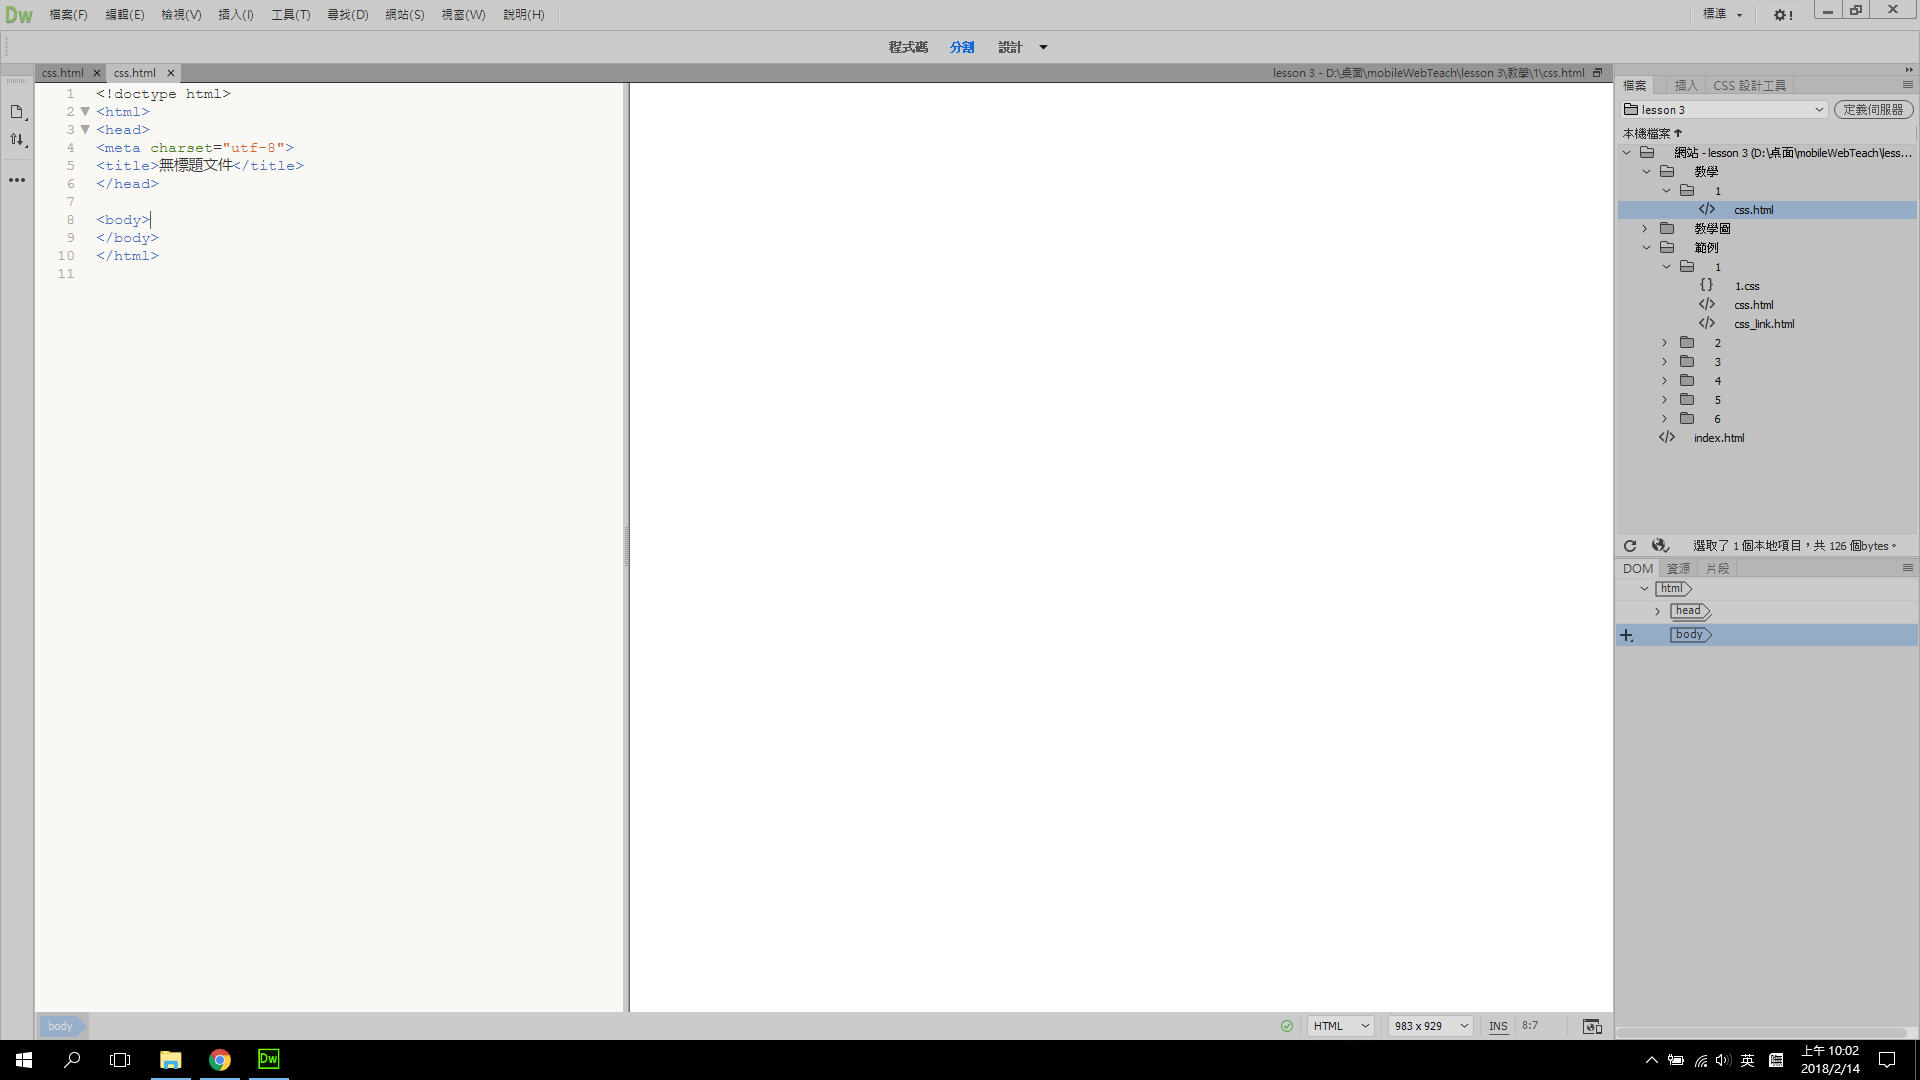 Dw 檔案(F) 編輯(E) 檢視(V) 插入(I) 工具(T) 尋找(D) 網站(S) 視窗(W) 說明(H) 標準 !
程式碼 分割 設計
css.html css.html lesson 3 - D:\桌面\mobileWebTeach\lesson 3\教學\1\css.html
1 <!doctype html>
2 <html>
3 <head>
4 <meta charset="utf-8">
5 <title>無標題文件</title>
6 </head>
7
8 <body>
9 </body>
10 </html>
11
檔案 插入 CSS 設計工具
lesson 3 定義伺服器
本機檔案
網站 - lesson 3 (D:\桌面\mobileWebTeach\less...
教學
1
css.html
教學圖
範例
1
1.css
css.html
css_link.html
2
3
4
5
6
index.html
選取了 1 個本地項目，共 126 個bytes。
DOM 資源 片段
html
head
body
body HTML 983 x 929 INS 8:7
Dw 英 上午 10:02
2018/2/14